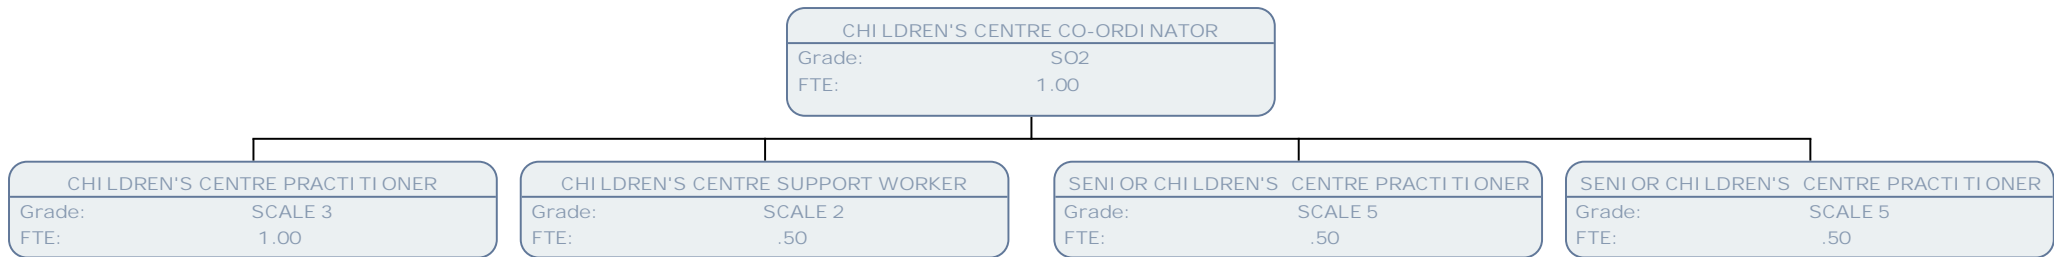 CHILDREN'S CENTRE CO-ORDINATOR
Grade: SO2
FTE: 1.00
CHILDREN'S CENTRE PRACTITIONER
Grade: SCALE 3
FTE: 1.00
CHILDREN'S CENTRE SUPPORT WORKER
Grade: SCALE 2
FTE: .50
SENIOR CHILDREN'S CENTRE PRACTITIONER
Grade: SCALE 5
FTE: .50
SENIOR CHILDREN'S CENTRE PRACTITIONER
Grade: SCALE 5
FTE: .50